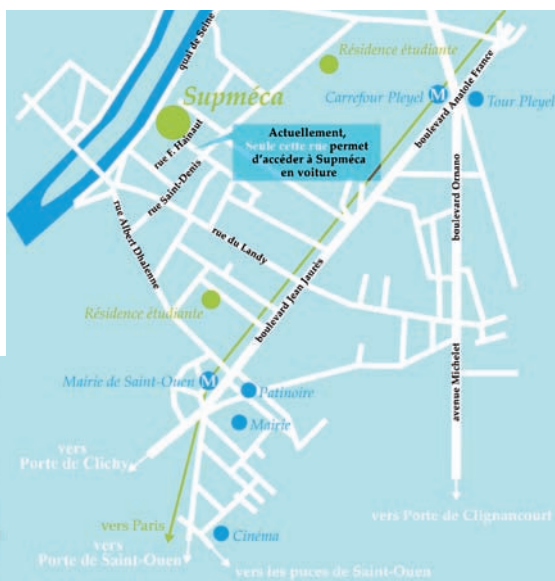 quai de Seine
Résidence étudiante
Supméca
Carrefour Pleyel
M
Tour Pleyel
boulevard Anatole France
rue F. Hainaut
Actuellement,
Seule cette rue permet
d'accéder à Supméca
en voiture
rue Saint-Denis
boulevard Ornano
rue Albert Dhalenne
rue du Landy
boulevard Jean Jaurès
Résidence étudiante
Mairie de Saint-Ouen
M
Patinoire
avenue Michelet
Mairie
vers
Porte de Clichy
vers Porte de Clignancourt
vers Paris
Cinéma
vers
Porte de Saint-Ouen
vers les puces de Saint-Ouen